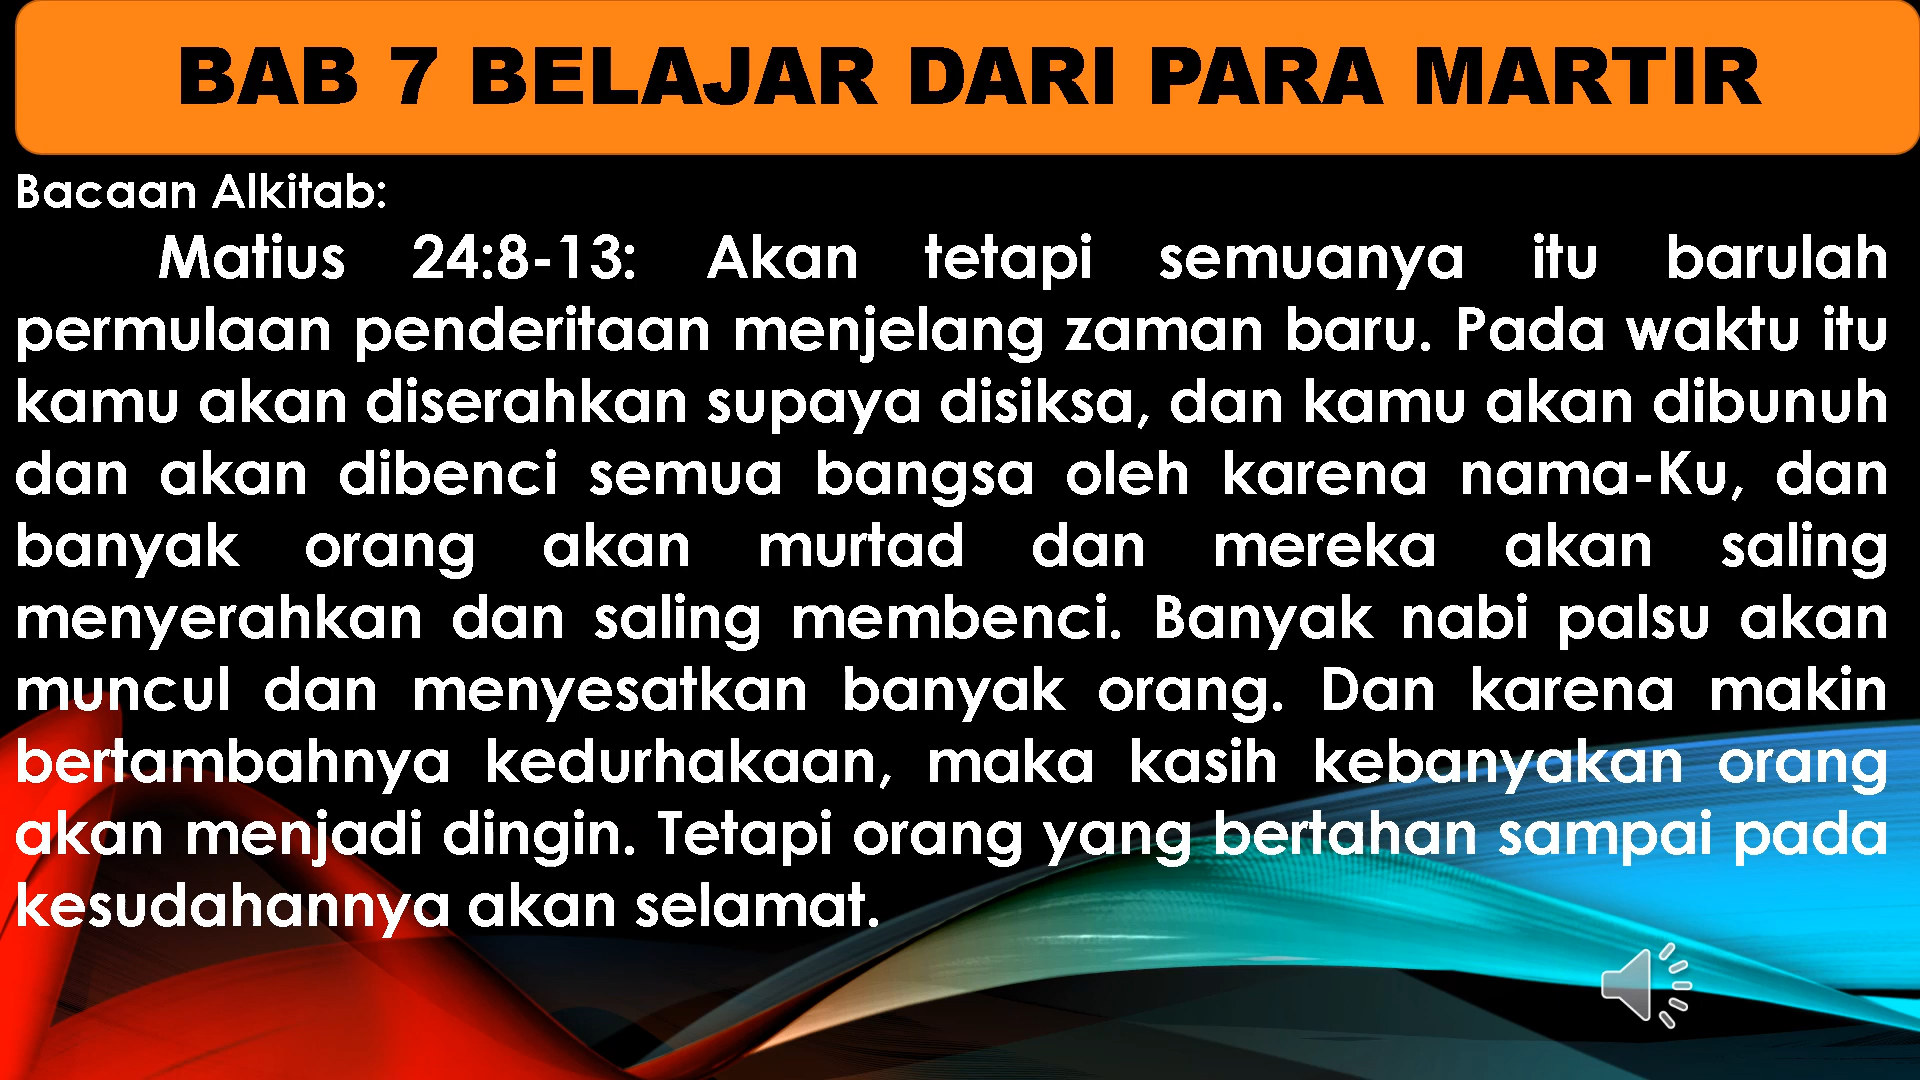 BAB 7 BELAJAR DARI PARA MARTIR
Bacaan Alkitab:
Matius 24:8-13: Akan tetapi semuanya itu barulah
permulaan penderitaan menjelang zaman baru. Pada waktu itu
kamu akan diserahkan supaya disiksa, dan kamu akan dibunuh
dan akan dibenci semua bangsa oleh karena nama-Ku, dan
banyak orang akan murtad dan mereka akan saling
menyerahkan dan saling membenci. Banyak nabi palsu akan
muncul dan menyesatkan banyak orang. Dan karena makin
bertambahnya kedurhakaan, maka kasih kebanyakan orang
akan menjadi dingin. Tetapi orang yang bertahan sampai pada
kesudahannya akan selamat.